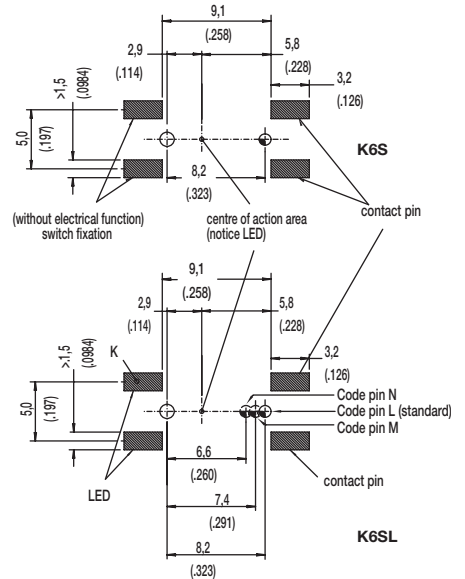 9,1
(.258)
2,9
(.114)
5,8
(.228)
3,2
(.126)
>1,5
(.0984)
5,0
(.197)
8,2
(.323)
K6S
(without electrical function)
switch fixation
centre of action area
(notice LED)
contact pin
9,1
(.258)
2,9
(.114)
5,8
(.228)
3,2
(.126)
>1,5
(.0984)
5,0
(.197)
K
Code pin N
Code pin L (standard)
Code pin M
6,6
(.260)
LED
contact pin
7,4
(.291)
8,2
(.323)
K6SL